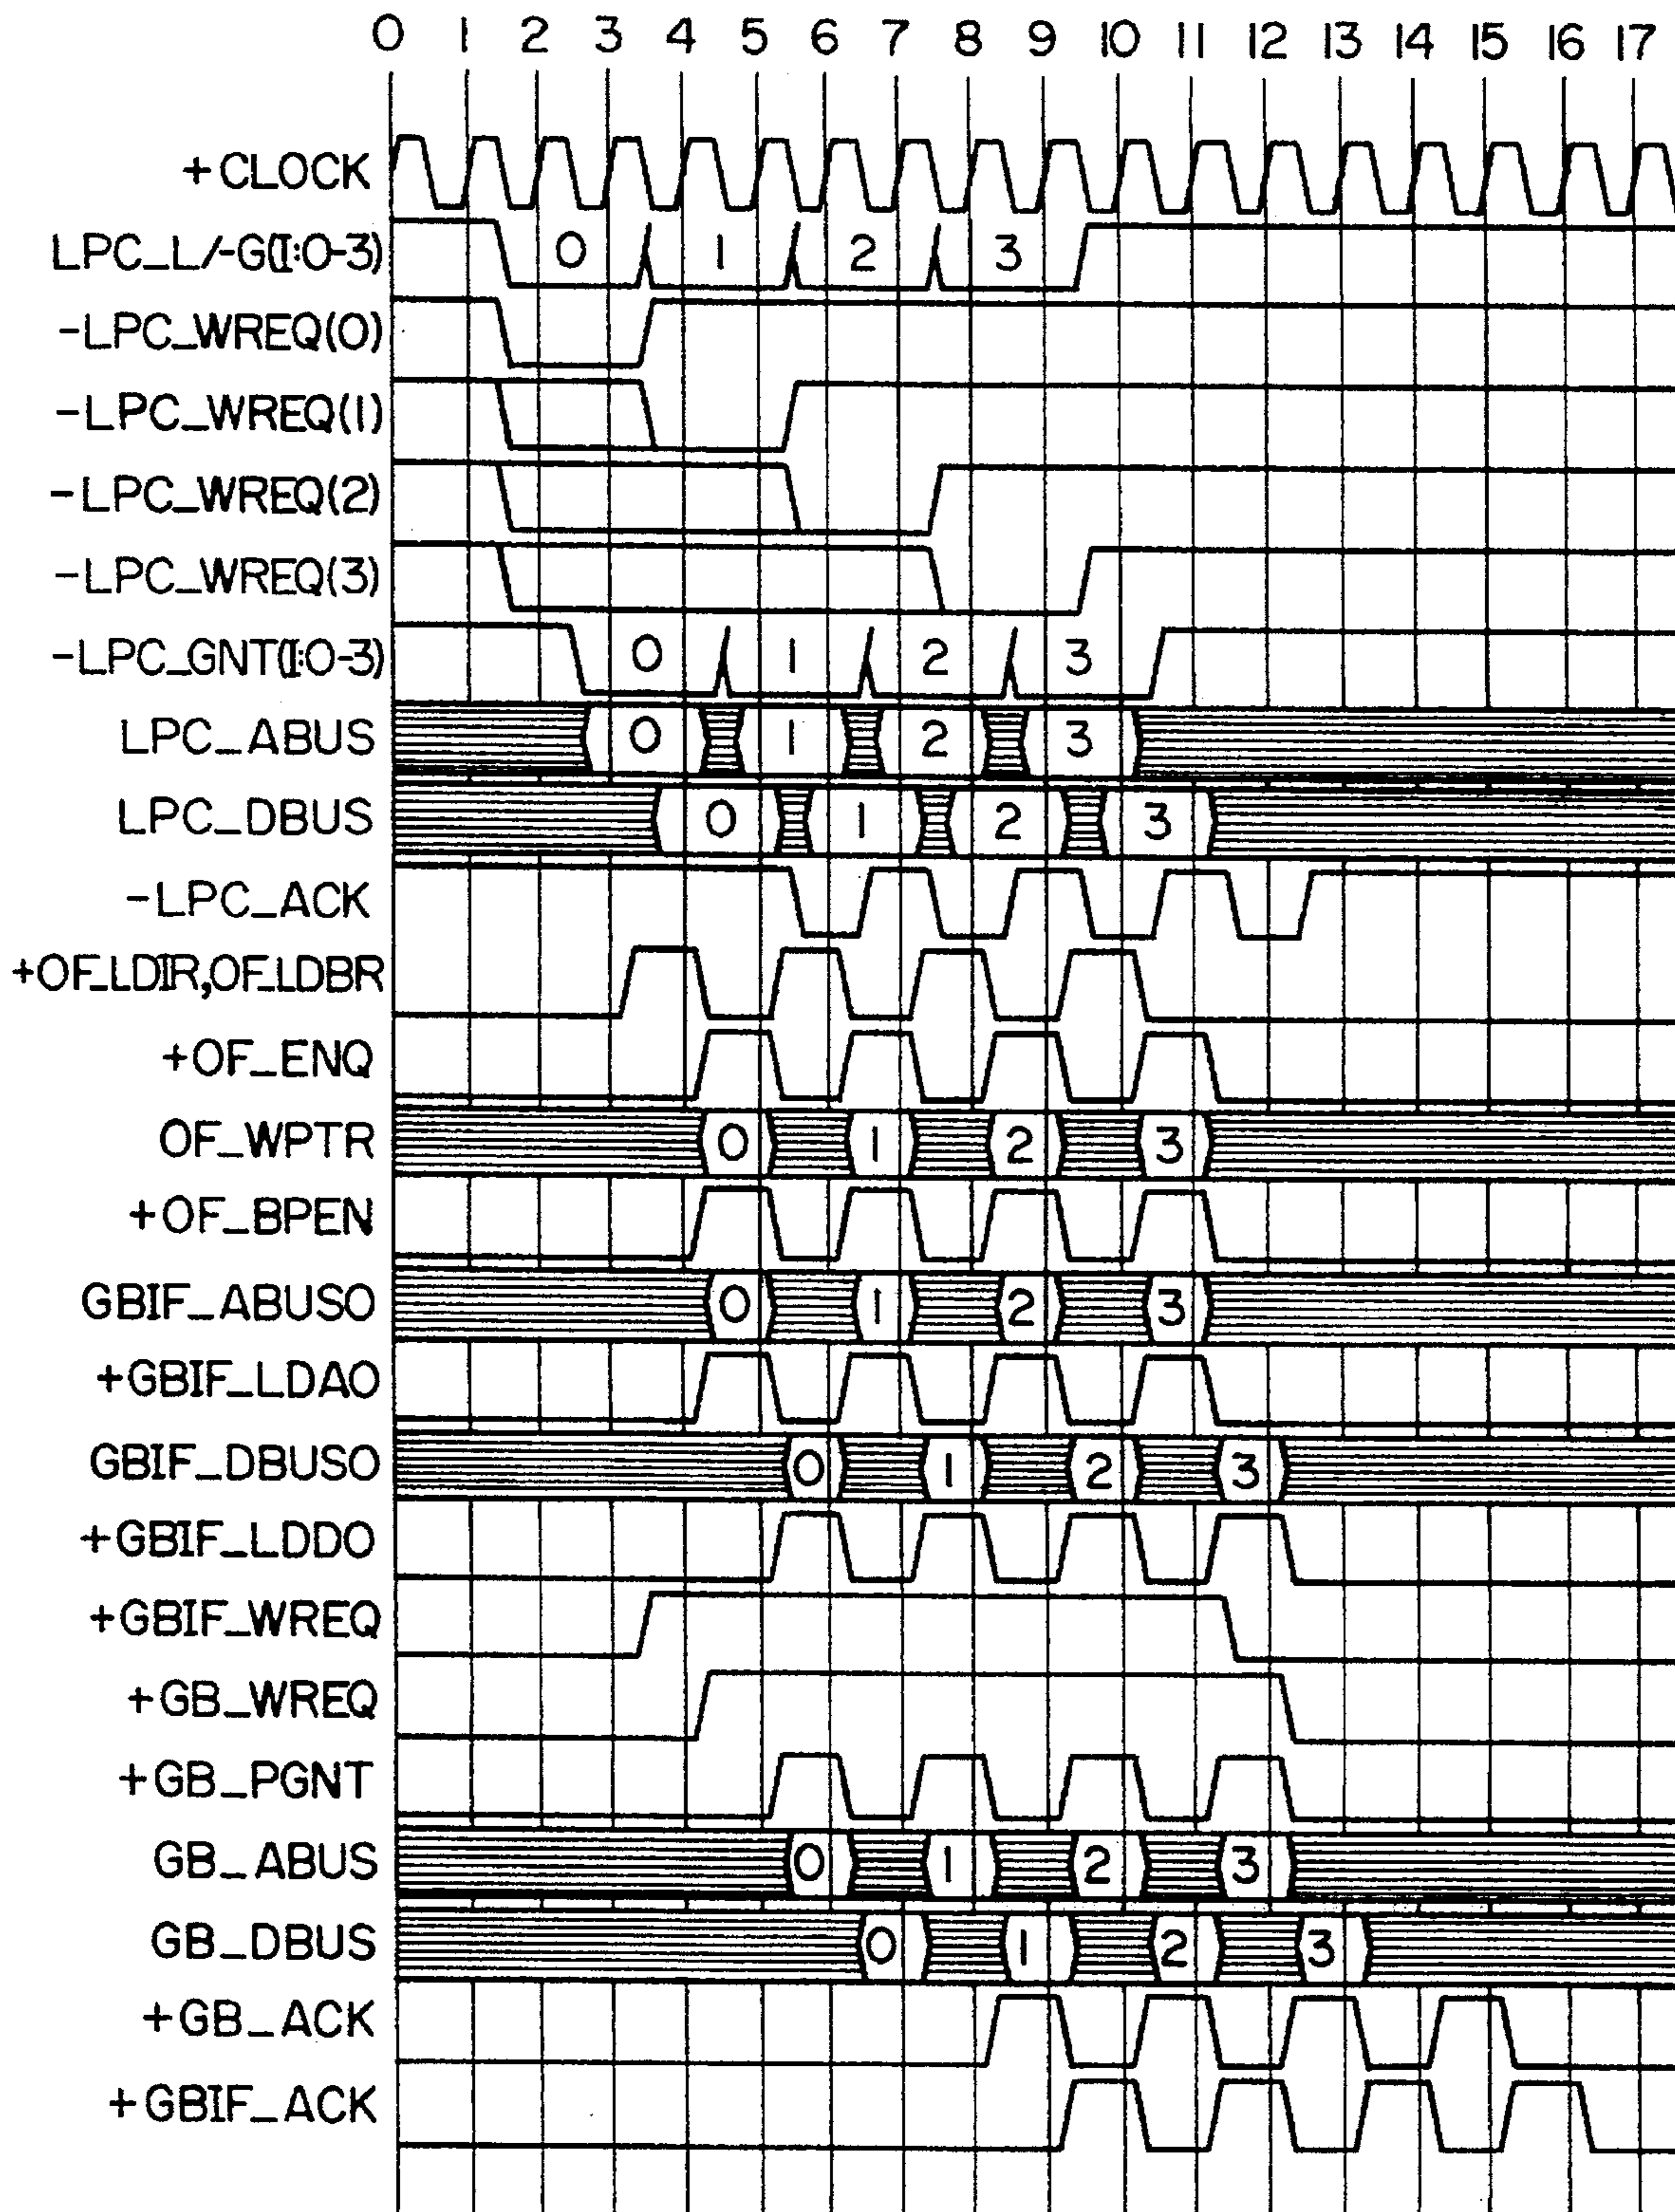 0 1 2 3 4 5 6 7 8 9 10 11 12 13 14 15 16 17
+CLOCK
LPC_L/-G(I:0-3) 0 1 2 3
-LPC_WREQ(0)
-LPC_WREQ(1)
-LPC_WREQ(2)
-LPC_WREQ(3)
-LPC_GNT(I:0-3) 0 1 2 3
LPC_ABUS 0 1 2 3
LPC_DBUS 0 1 2 3
-LPC_ACK
+OF_LDIR,OF_LDBR
+OF_ENQ
OF_WPTR 0 1 2 3
+OF_BPEN
GBIF_ABUSO 0 1 2 3
+GBIF_LDAO
GBIF_DBUSO 0 1 2 3
+GBIF_LDDO
+GBIF_WREQ
+GB_WREQ
+GB_PGNT
GB_ABUS 0 1 2 3
GB_DBUS 0 1 2 3
+GB_ACK
+GBIF_ACK